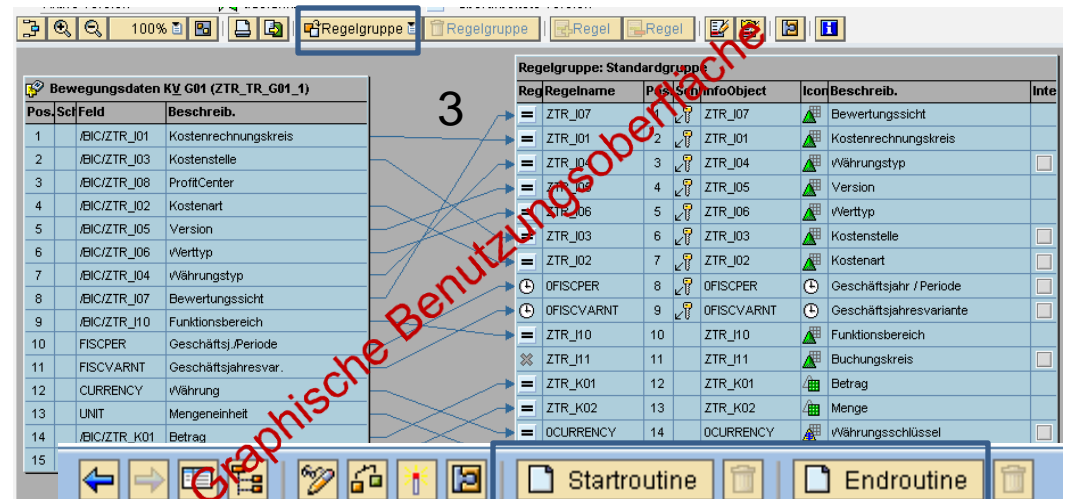 100%
Regelgruppe
Regelgruppe
Regel
Regel
Bewegungsdaten KV G01 (ZTR_TR_G01_1)
Pos. Sch Feld Beschreib.
1 /BIC/ZTR_I01 Kostenrechnungskreis
2 /BIC/ZTR_I03 Kostenstelle
3 /BIC/ZTR_I08 ProfitCenter
4 /BIC/ZTR_I02 Kostenart
5 /BIC/ZTR_I05 Version
6 /BIC/ZTR_I06 Werttyp
7 /BIC/ZTR_I04 Währungstyp
8 /BIC/ZTR_I07 Bewertungssicht
9 /BIC/ZTR_I10 Funktionsbereich
10 FISCPER Geschäftsj./Periode
11 FISCVARNT Geschäftsjahresvar.
12 CURRENCY Währung
13 UNIT Mengeneinheit
14 /BIC/ZTR_K01 Betrag
15
3
Regelgruppe: Standardgruppe
Reg Regelname Pos Sch InfoObject Icon Beschreib. Inte
ZTR_I07 1 ZTR_I07 Bewertungssicht
ZTR_I01 2 ZTR_I01 Kostenrechnungskreis
ZTR_I04 3 ZTR_I04 Währungstyp
ZTR_I05 4 ZTR_I05 Version
ZTR_I06 5 ZTR_I06 Werttyp
ZTR_I03 6 ZTR_I03 Kostenstelle
ZTR_I02 7 ZTR_I02 Kostenart
0FISCPER 8 0FISCPER Geschäftsjahr / Periode
0FISCVARNT 9 0FISCVARNT Geschäftsjahresvariante
ZTR_I10 10 ZTR_I10 Funktionsbereich
ZTR_I11 11 ZTR_I11 Buchungskreis
ZTR_K01 12 ZTR_K01 Betrag
ZTR_K02 13 ZTR_K02 Menge
0CURRENCY 14 0CURRENCY Währungsschlüssel
Graphische Benutzungsoberfläche
Startroutine
Endroutine